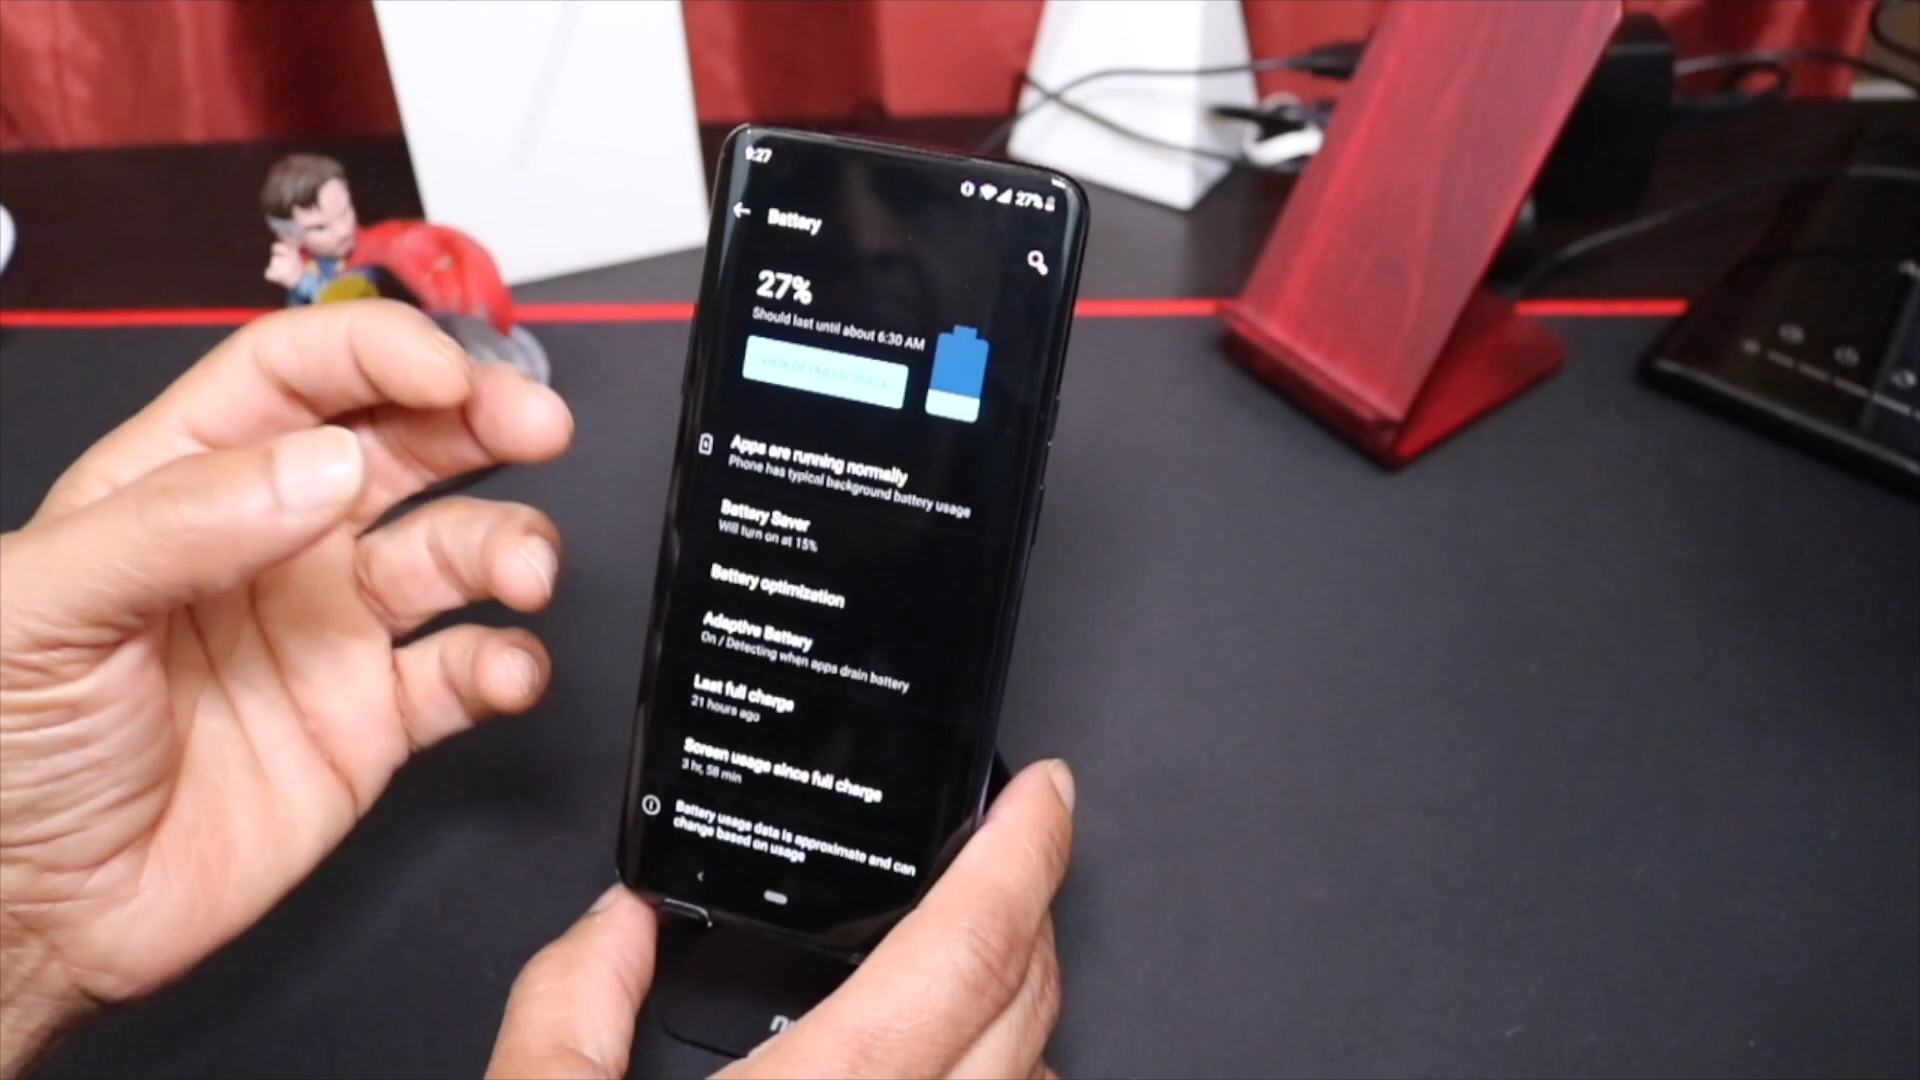 9:27
27%
Battery
27%
Should last until about 6:30 AM
VIEW DETAILED USAGE
Apps are running normally
Phone has typical background battery usage
Battery Saver
Will turn on at 15%
Battery optimization
Adaptive Battery
On / Detecting when apps drain battery
Last full charge
21 hours ago
Screen usage since full charge
3 hr, 58 min
Battery usage data is approximate and can
change based on usage